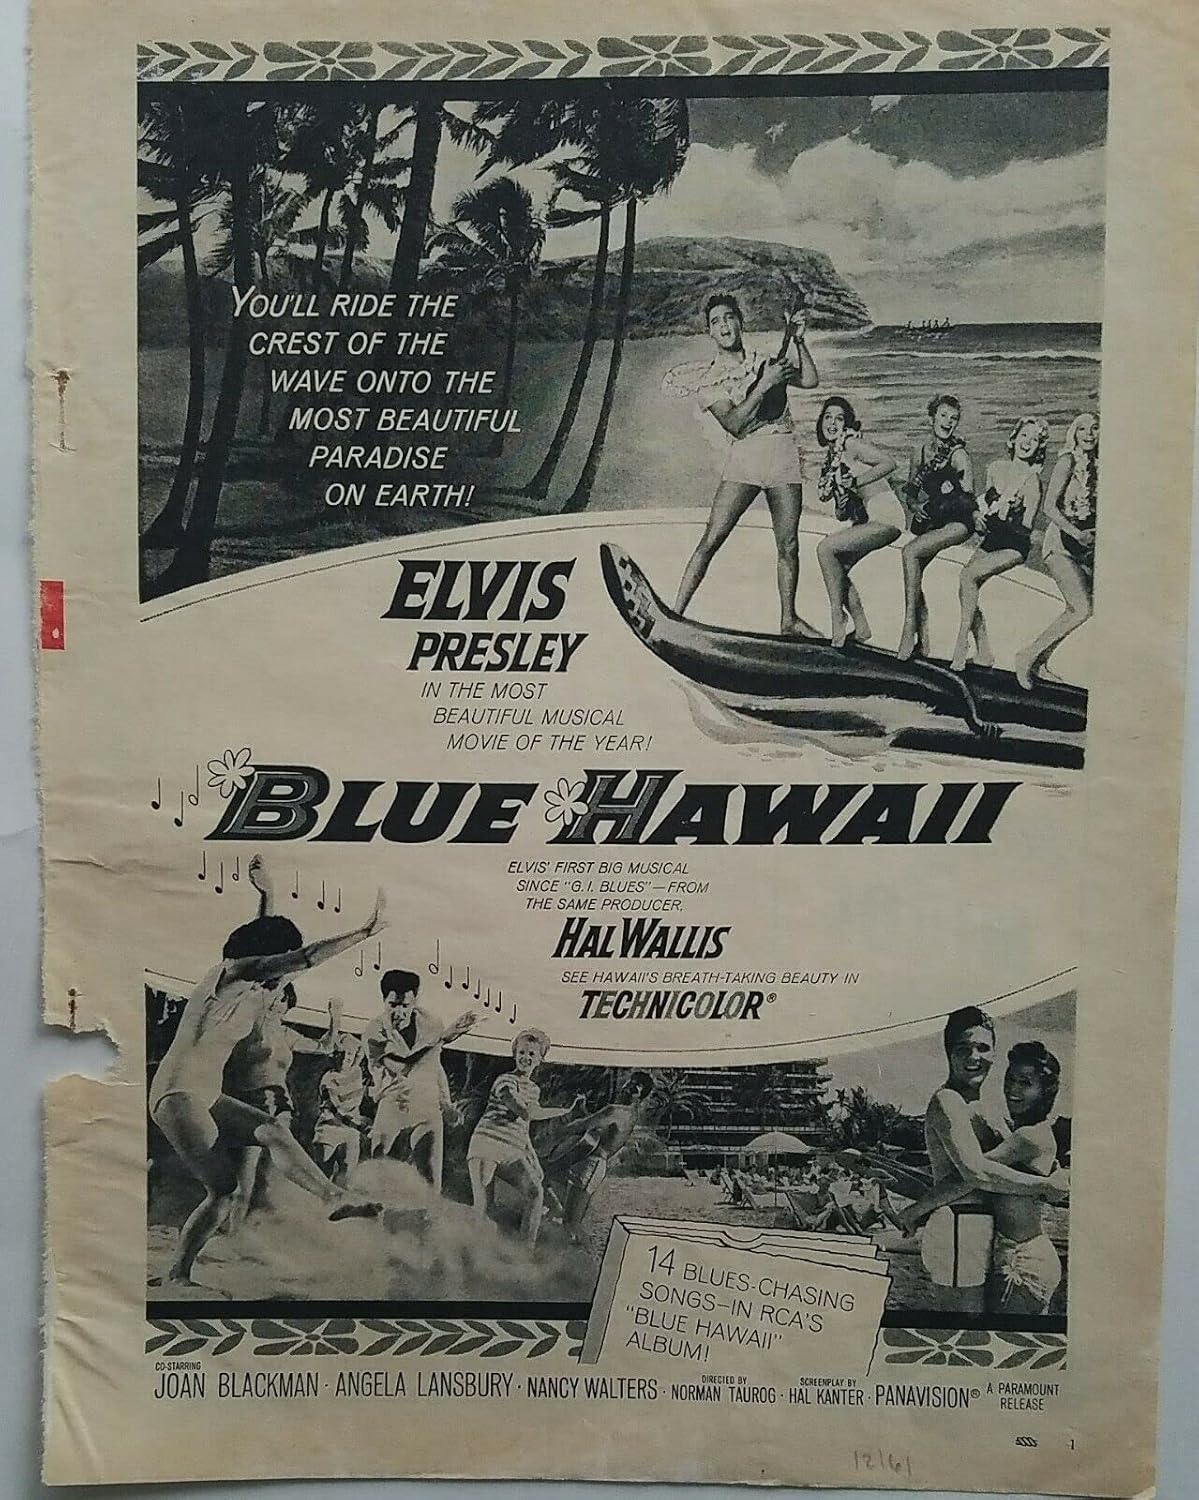 YOU'LL RIDE THE
CREST OF THE
WAVE ONTO THE
MOST BEAUTIFUL
PARADISE
ON EARTH!
ELVIS
PRESLEY
IN THE MOST
BEAUTIFUL MUSICAL
MOVIE OF THE YEAR!
BLUE HAWAII
ELVIS' FIRST BIG MUSICAL
SINCE "G.I. BLUES"—FROM
THE SAME PRODUCER,
HAL WALLIS
SEE HAWAII'S BREATH-TAKING BEAUTY IN
TECHNICOLOR®
14 BLUES-CHASING
SONGS—IN RCA'S
"BLUE HAWAII"
ALBUM!
CO-STARRING
JOAN BLACKMAN · ANGELA LANSBURY · NANCY WALTERS · DIRECTED BY NORMAN TAUROG · SCREENPLAY BY HAL KANTER · PANAVISION® A PARAMOUNT RELEASE
1
12/61